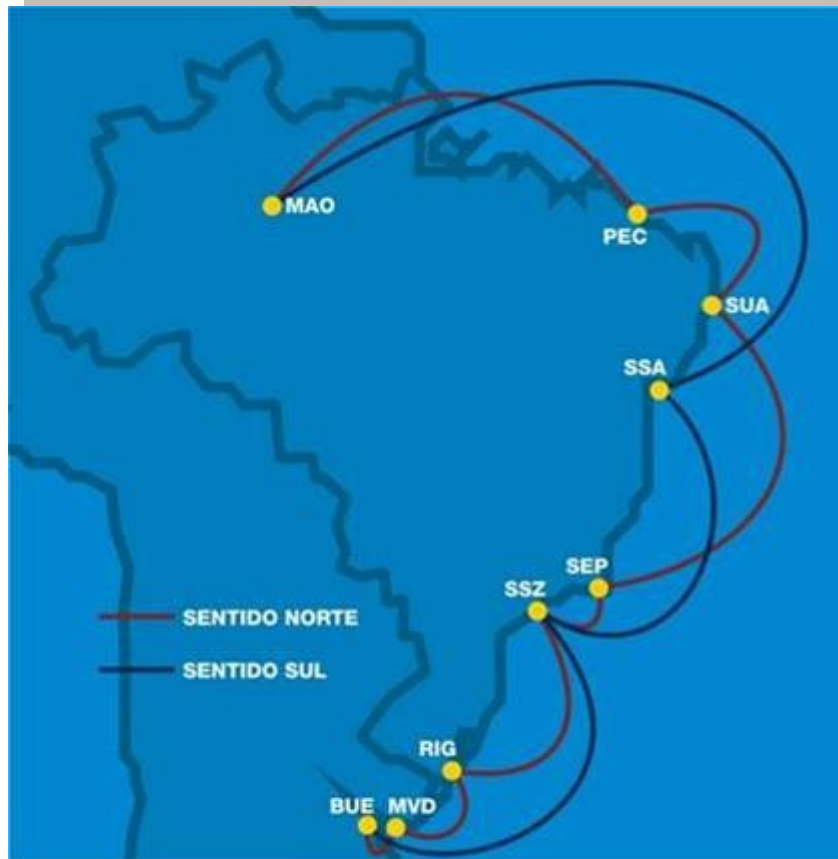 MAO
PEC
SUA
SSA
SEP
SSZ
SENTIDO NORTE
SENTIDO SUL
RIG
BUE MVD